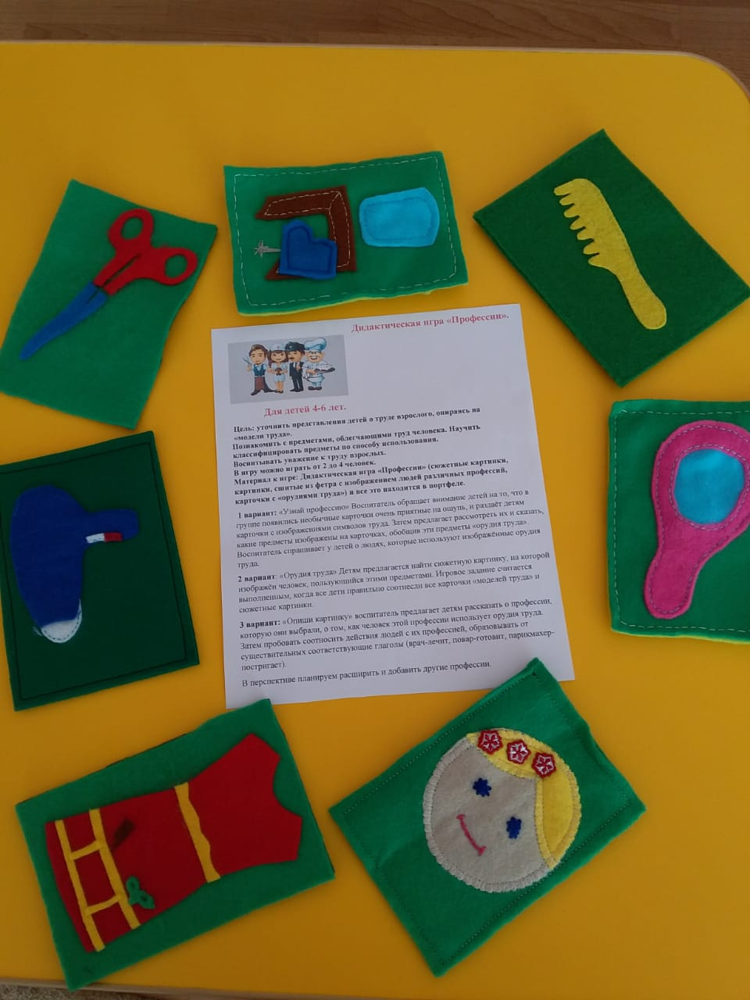 Дидактическая игра «Профессии».
Для детей 4-6 лет.
Цель: уточнить представления детей о труде взрослого, опираясь на
«модели труда».
Познакомить с предметами, облегчающими труд человека. Научить
классифицировать предметы по способу использования.
Воспитывать уважение к труду взрослых.
В игру можно играть от 2 до 4 человек.
Материал к игре: Дидактическая игра «Профессии» (сюжетные картинки,
картинки, сшитые из фетра с изображением людей различных профессий,
карточки с «орудиями труда») и все это находится в портфеле.
1 вариант: «Узнай профессию» Воспитатель обращает внимание детей на то, что в
группе появились необычные карточки очень приятные на ощупь, и раздаёт детям
карточки с изображениями символов труда. Затем предлагает рассмотреть их и сказать,
какие предметы изображены на карточках, обобщив эти предметы «орудия труда».
Воспитатель спрашивает у детей о людях, которые используют изображённые орудия
труда.
2 вариант: «Орудия труда» Детям предлагается найти сюжетную картинку, на которой
изображён человек, пользующийся этими предметами. Игровое задание считается
выполненным, когда все дети правильно соотнесли все карточки «моделей труда» и
сюжетные картинки.
3 вариант: «Опиши картинку» воспитатель предлагает детям рассказать о профессии,
которую они выбрали, о том, как человек этой профессии использует орудия труда.
Затем пробовать соотносить действия людей с их профессией, образовывать от
существительных соответствующие глаголы (врач-лечит, повар-готовит, парикмахер-
постригает).
В перспективе планируем расширить и добавить другие профессии.